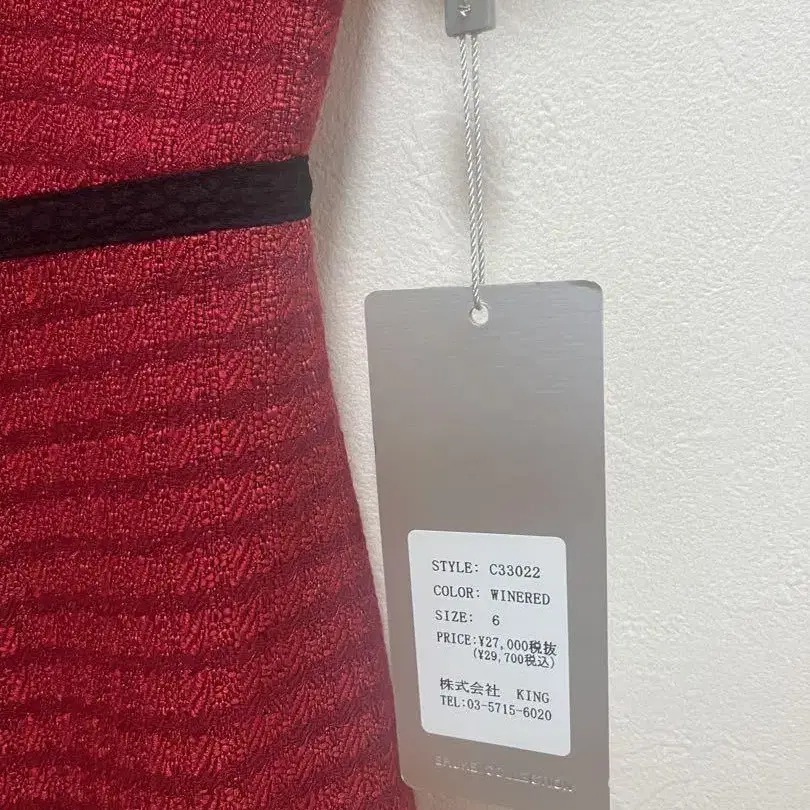 STYLE: C33022
COLOR: WINERED
SIZE: 6
PRICE:¥27,000税抜
(¥29,700税込)
株式会社 KING
TEL:03-5715-6020
COLLECTION